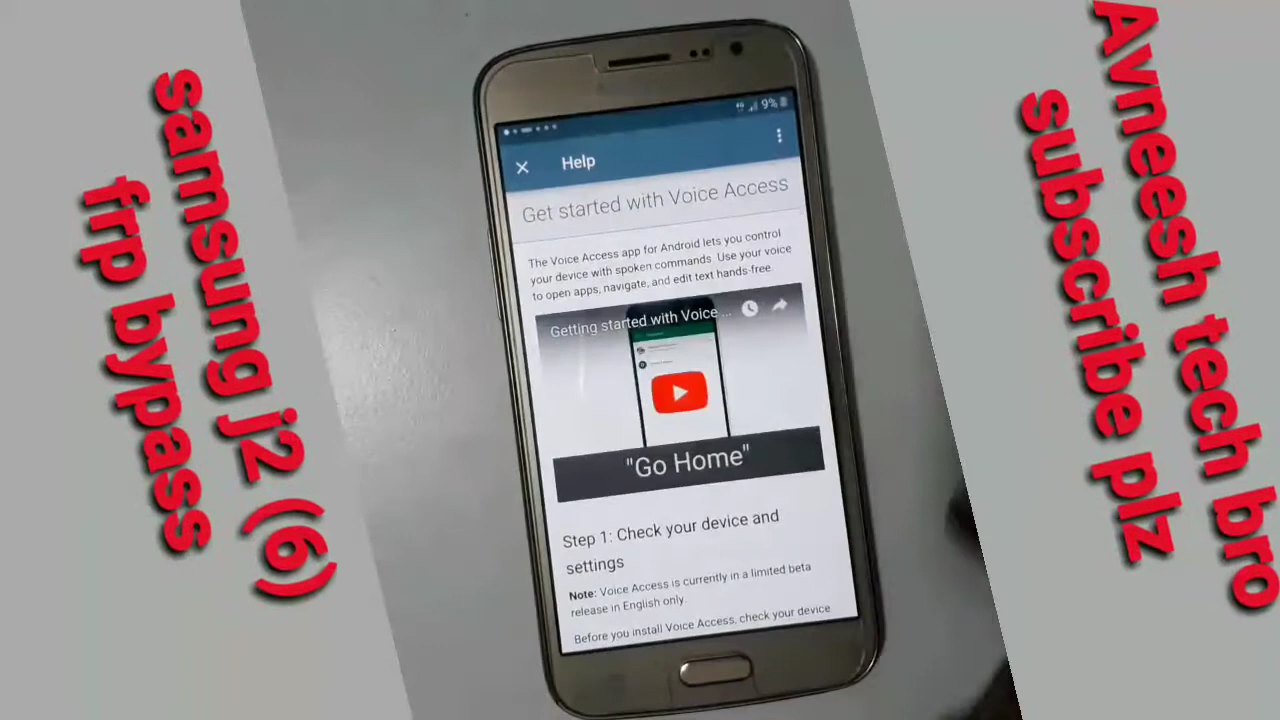 samsung j2 (6)
frp bypass
9%
Help
Get started with Voice Access
The Voice Access app for Android lets you control
your device with spoken commands. Use your voice
to open apps, navigate, and edit text hands-free.
Getting started with Voice ...
"Go Home"
Step 1: Check your device and
settings
Note: Voice Access is currently in a limited beta
release in English only.
Before you install Voice Access, check your device
Avneesh tech bro
subscribe plz